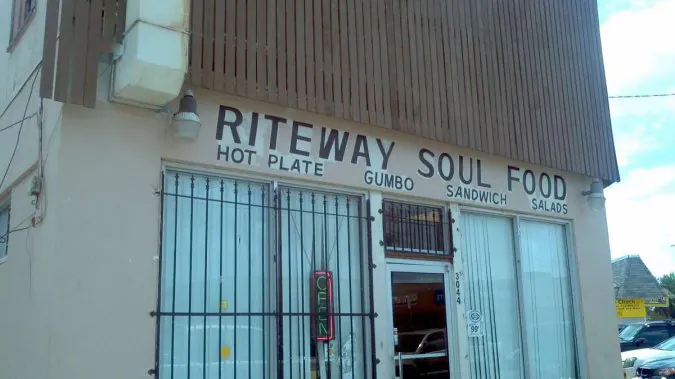 RITEWAY SOUL FOOD
HOT PLATE GUMBO SANDWICH SALADS
OPEN
3044